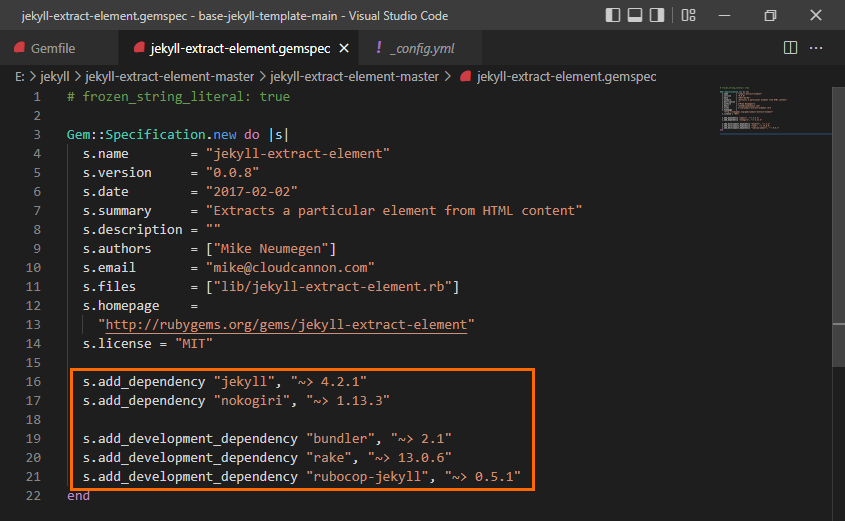 jekyll-extract-element.gemspec - base-jekyll-template-main - Visual Studio Code
Gemfile
jekyll-extract-element.gemspec
! _config.yml
E: > jekyll > jekyll-extract-element-master > jekyll-extract-element-master > jekyll-extract-element.gemspec
1 # frozen_string_literal: true
2
3 Gem::Specification.new do |s|
4 s.name = "jekyll-extract-element"
5 s.version = "0.0.8"
6 s.date = "2017-02-02"
7 s.summary = "Extracts a particular element from HTML content"
8 s.description = ""
9 s.authors = ["Mike Neumegen"]
10 s.email = "mike@cloudcannon.com"
11 s.files = ["lib/jekyll-extract-element.rb"]
12 s.homepage =
13 "http://rubygems.org/gems/jekyll-extract-element"
14 s.license = "MIT"
15
16 s.add_dependency "jekyll", "~> 4.2.1"
17 s.add_dependency "nokogiri", "~> 1.13.3"
18
19 s.add_development_dependency "bundler", "~> 2.1"
20 s.add_development_dependency "rake", "~> 13.0.6"
21 s.add_development_dependency "rubocop-jekyll", "~> 0.5.1"
22 end